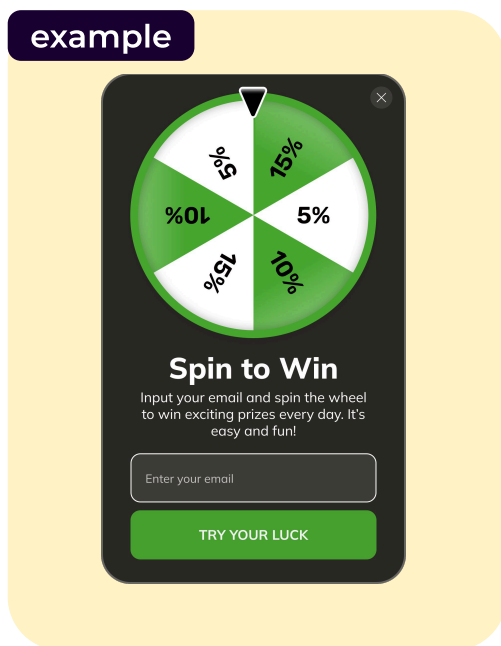 example
5%
15%
10%
5%
15%
10%
Spin to Win
Input your email and spin the wheel
to win exciting prizes every day. It’s
easy and fun!
Enter your email
TRY YOUR LUCK